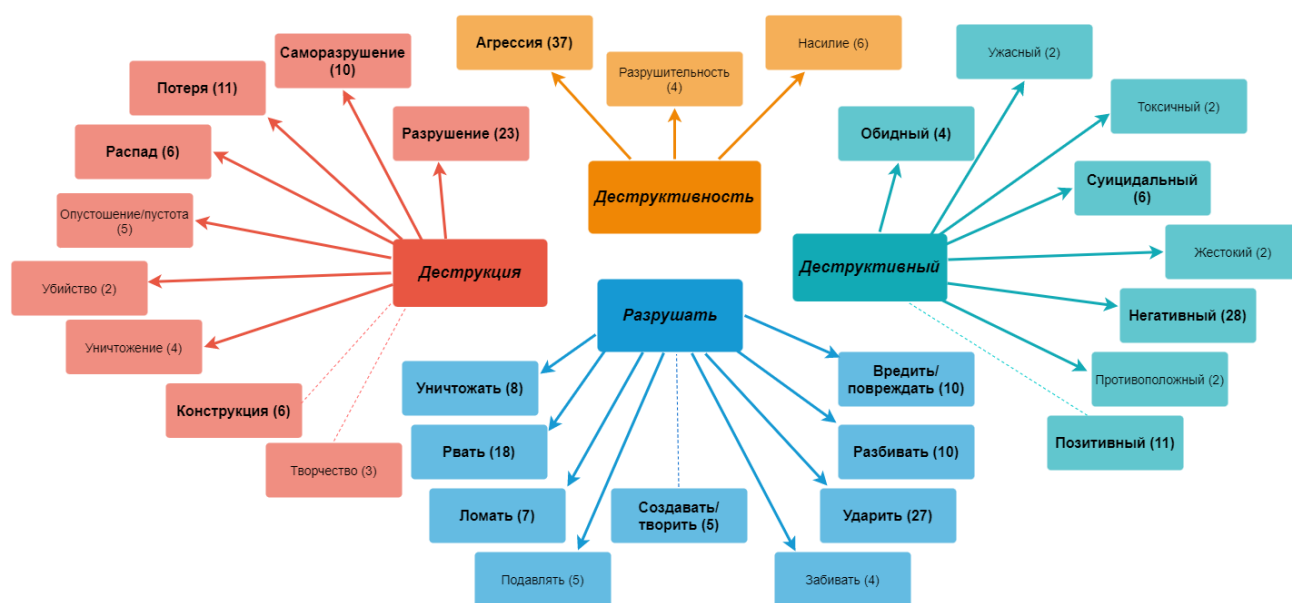 Саморазрушение
(10)
Потеря (11)
Распад (6)
Разрушение (23)
Опустошение/пустота
(5)
Убийство (2)
Уничтожение (4)
Деструкция
Конструкция (6)
Творчество (3)
Агрессия (37)
Разрушительность
(4)
Насилие (6)
Деструктивность
Ужасный (2)
Токсичный (2)
Обидный (4)
Суицидальный
(6)
Деструктивный
Жестокий (2)
Негативный (28)
Противоположный (2)
Позитивный (11)
Разрушать
Уничтожать (8)
Рвать (18)
Ломать (7)
Подавлять (5)
Создавать/
творить (5)
Вредить/
повреждать
(10)
Разбивать (10)
Ударить (27)
Забивать (4)